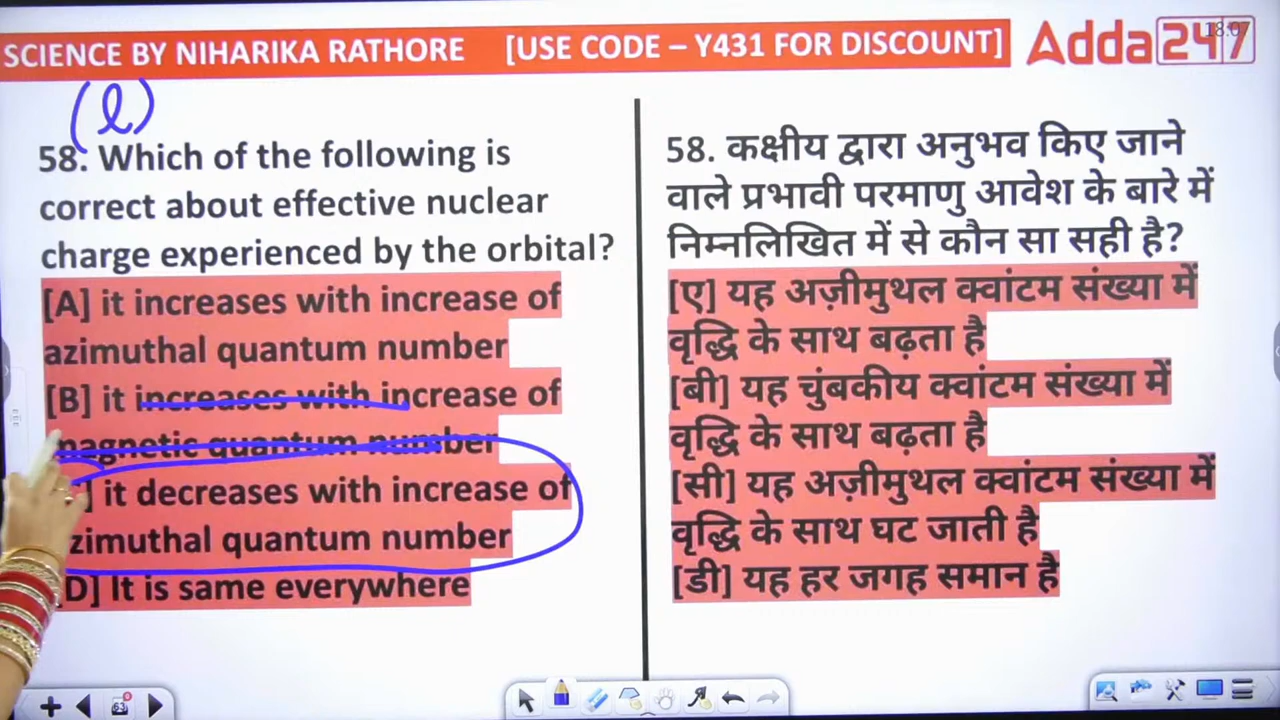 SCIENCE BY NIHARIKA RATHORE [USE CODE – Y431 FOR DISCOUNT]
Adda247
18:07
(l)
58. Which of the following is
correct about effective nuclear
charge experienced by the orbital?
[A] it increases with increase of
azimuthal quantum number
[B] it increases with increase of
magnetic quantum number
] it decreases with increase of
zimuthal quantum number
[D] It is same everywhere
58. कक्षीय द्वारा अनुभव किए जाने
वाले प्रभावी परमाणु आवेश के बारे में
निम्नलिखित में से कौन सा सही है?
[ए] यह अज़ीमुथल क्वांटम संख्या में
वृद्धि के साथ बढ़ता है
[बी] यह चुंबकीय क्वांटम संख्या में
वृद्धि के साथ बढ़ता है
[सी] यह अज़ीमुथल क्वांटम संख्या में
वृद्धि के साथ घट जाती है
[डी] यह हर जगह समान है
63